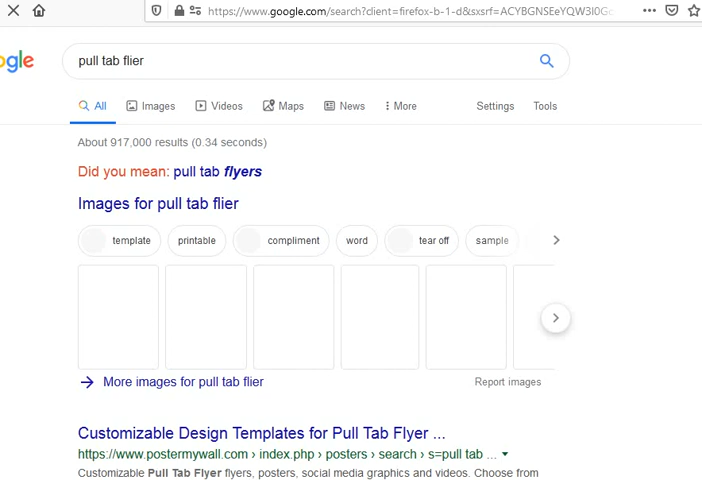 https://www.google.com/search?client=firefox-b-1-d&sxsrf=ACYBGNSEeYQW3I0G
ogle
pull tab flier
All Images Videos Maps News More Settings Tools
About 917,000 results (0.34 seconds)
Did you mean: pull tab flyers
Images for pull tab flier
template printable compliment word tear off sample
More images for pull tab flier Report images
Customizable Design Templates for Pull Tab Flyer ...
https://www.postermywall.com › index.php › posters › search › s=pull tab ...
Customizable Pull Tab Flyer flyers, posters, social media graphics and videos. Choose from